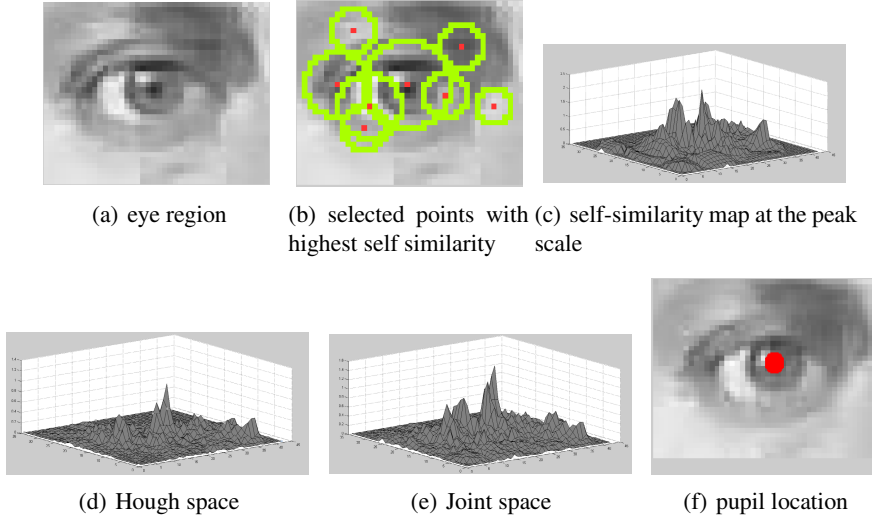 (a) eye region
(b) selected points with
highest self similarity
(c) self-similarity map at the peak
scale
(d) Hough space
(e) Joint space
(f) pupil location